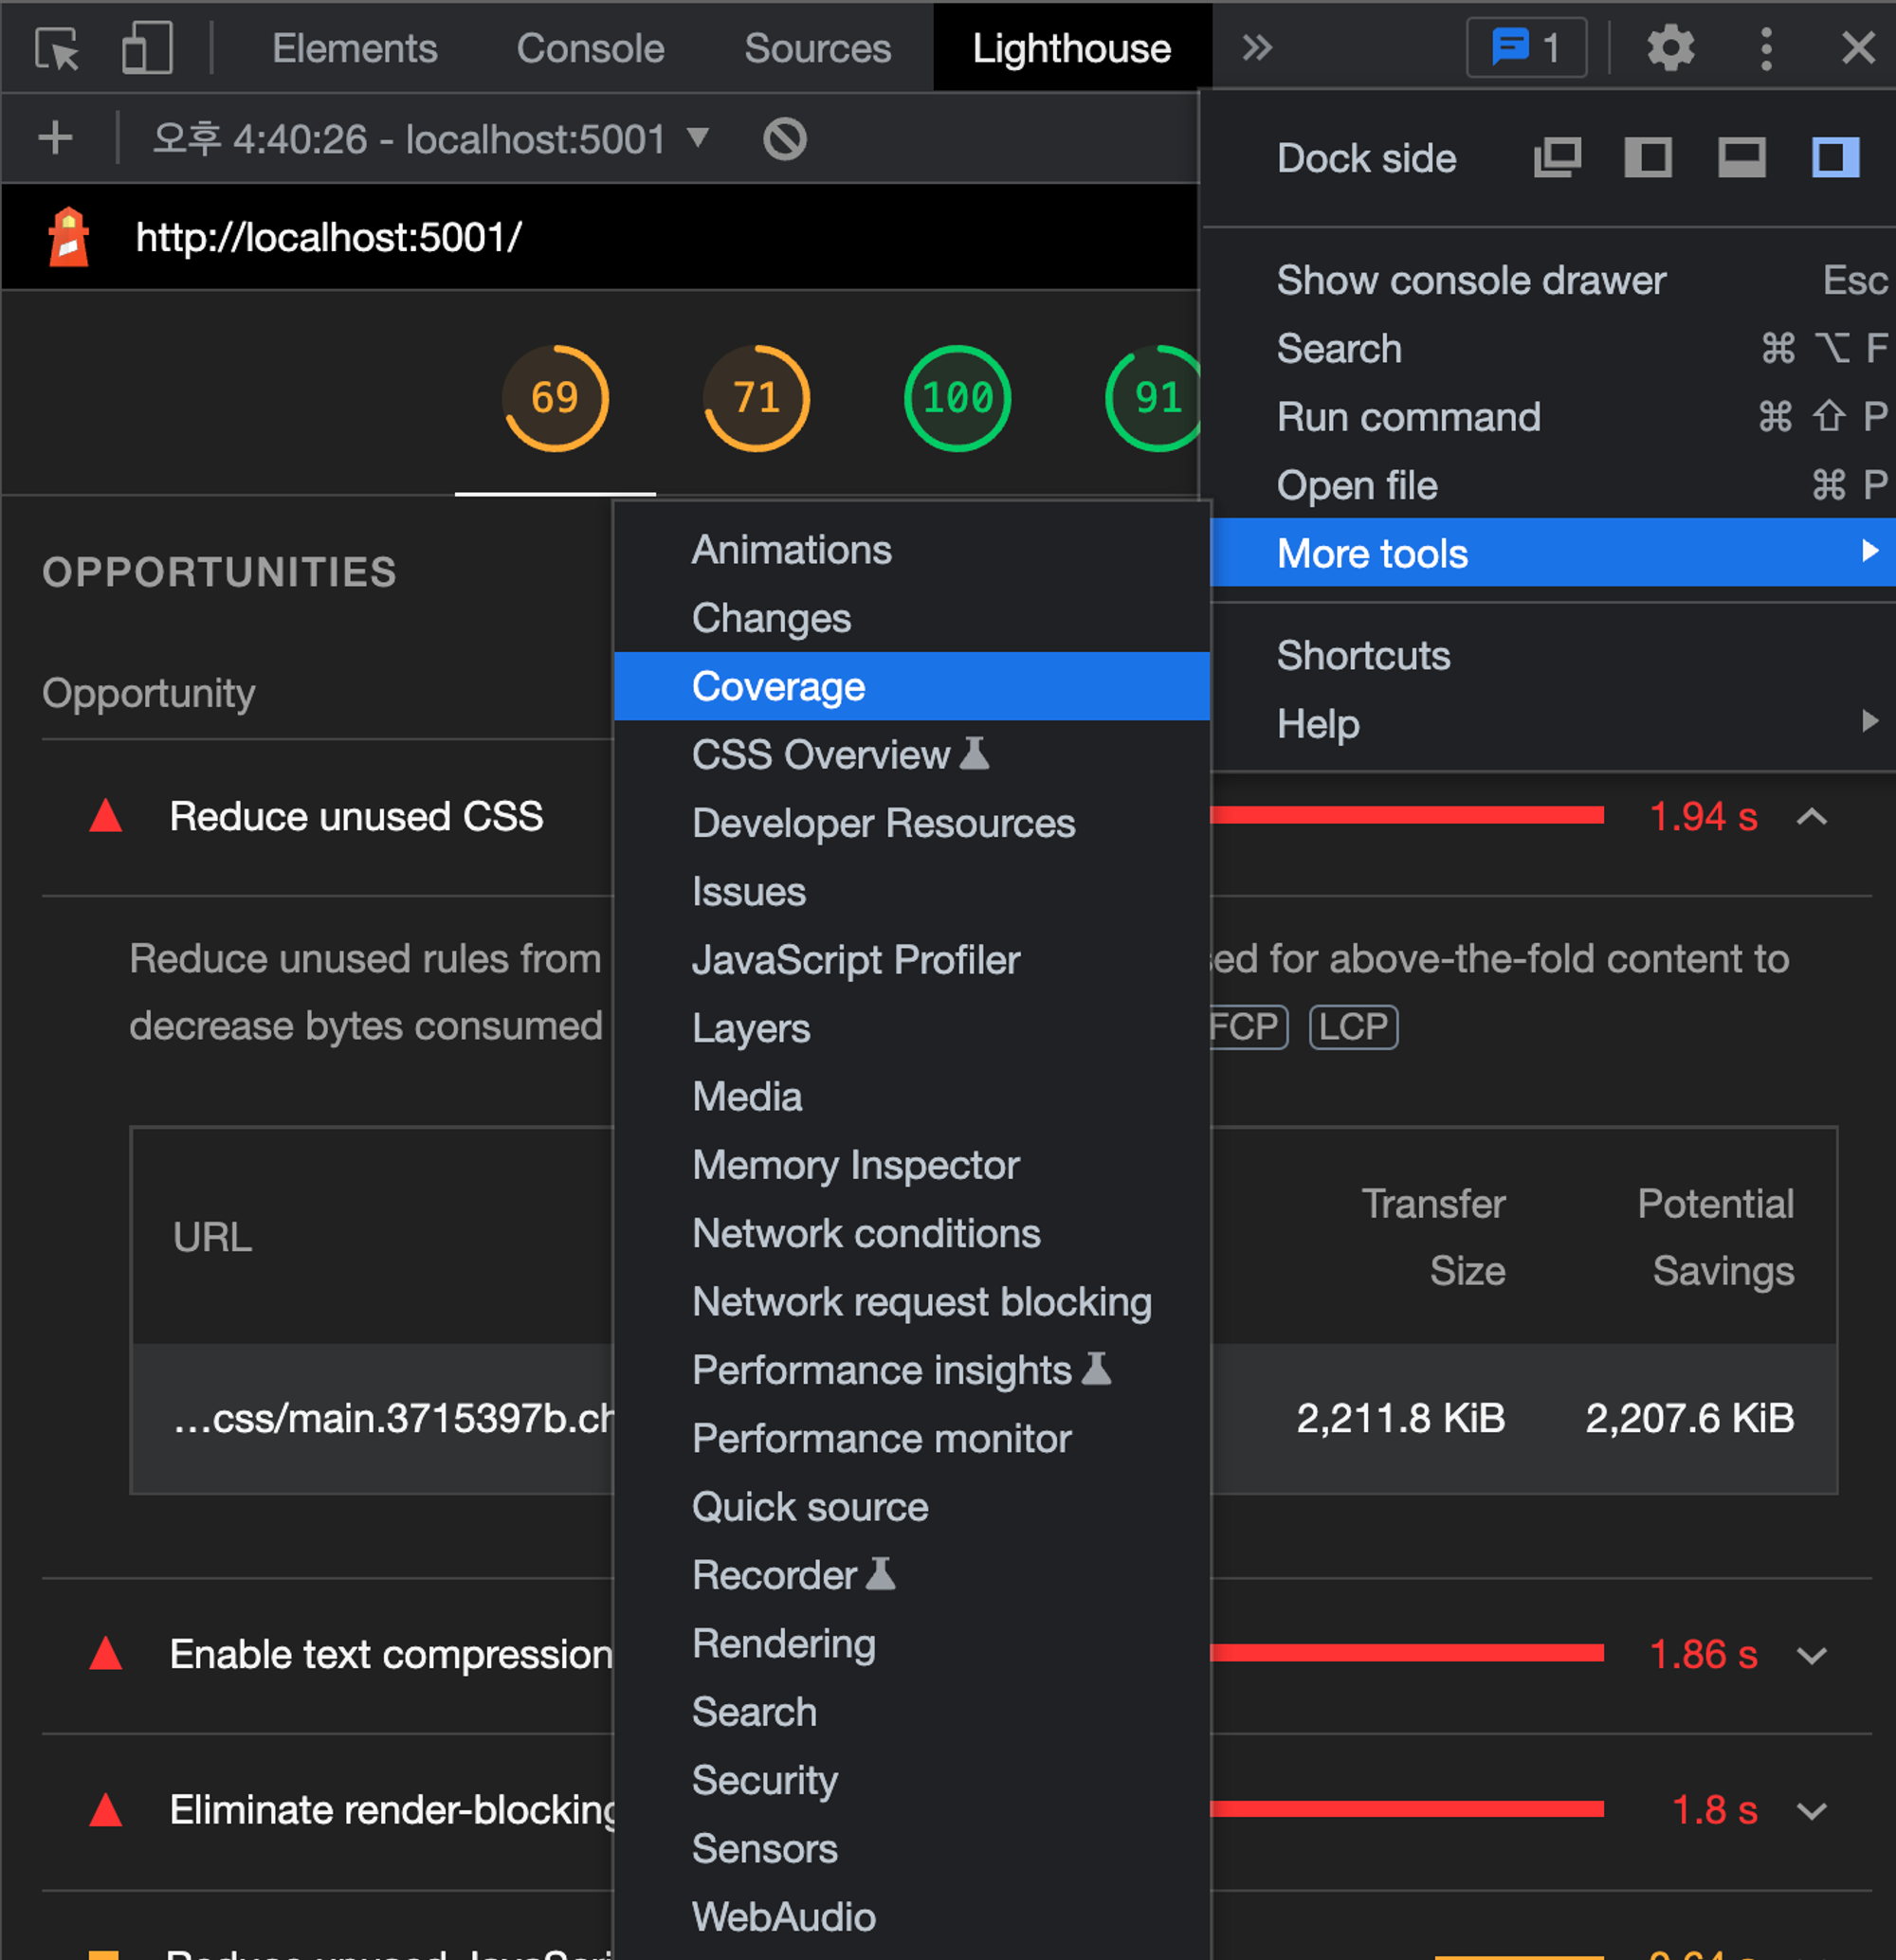 Elements Console Sources Lighthouse 1
오후 4:40:26 - localhost:5001
http://localhost:5001/
69 71 100 91
Dock side
Show console drawer Esc
Search ⌘ ⌥ F
Run command ⌘ ⇧ P
Open file ⌘ P
More tools
Shortcuts
Help
Animations
Changes
Coverage
CSS Overview
Developer Resources
Issues
JavaScript Profiler
Layers
Media
Memory Inspector
Network conditions
Network request blocking
Performance insights
Performance monitor
Quick source
Recorder
Rendering
Search
Security
Sensors
WebAudio
OPPORTUNITIES
Opportunity
Reduce unused CSS 1.94 s
Reduce unused rules from for above-the-fold content to
decrease bytes consumed FCP LCP
URL Transfer Size Potential Savings
...css/main.3715397b.ch 2,211.8 KiB 2,207.6 KiB
Enable text compression 1.86 s
Eliminate render-blocking 1.8 s
Reduce unused